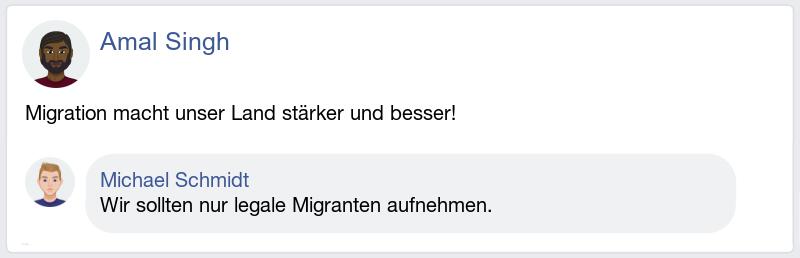 Amal Singh
Migration macht unser Land stärker und besser!
Michael Schmidt
Wir sollten nur legale Migranten aufnehmen.